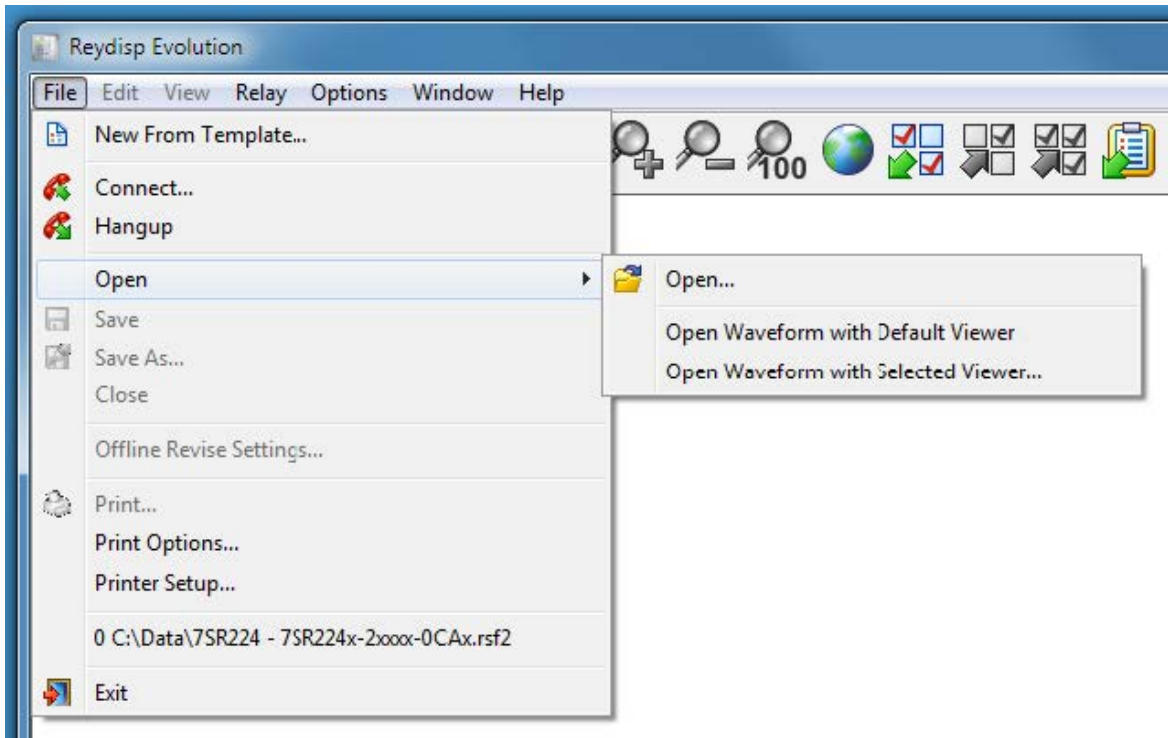 Reydisp Evolution
File Edit View Relay Options Window Help
New From Template...
100
Connect...
Hangup
Open
Open...
Save
Open Waveform with Default Viewer
Save As...
Open Waveform with Selected Viewer...
Close
Offline Revise Settings...
Print...
Print Options...
Printer Setup...
0 C:\Data\7SR224 - 7SR224x-2xxxx-0CAx.rsf2
Exit